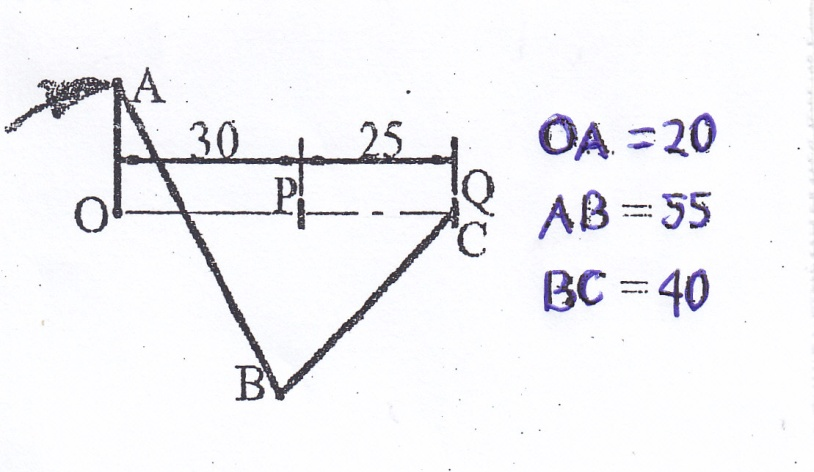 A
30 25
OA = 20
O P Q
C
AB = 55
BC = 40
B